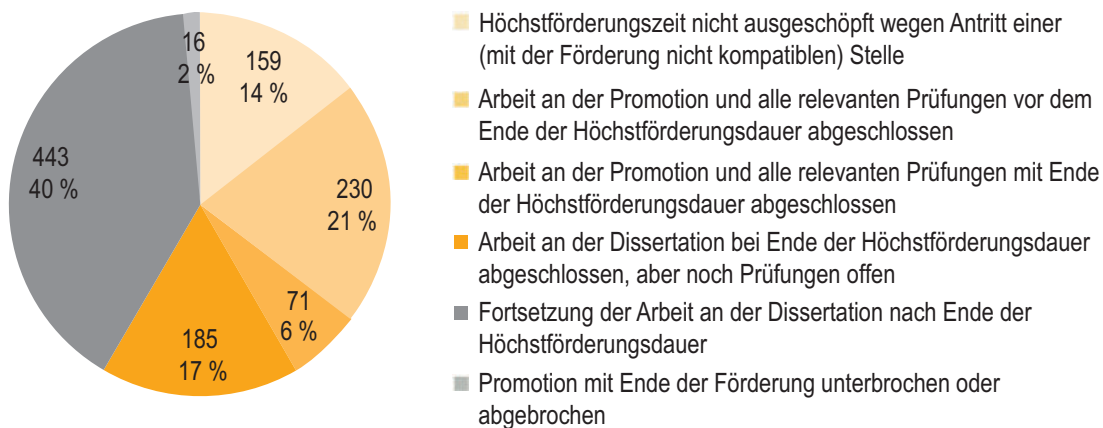 16
2 %
159
14 %
443
40 %
230
21 %
71
6 %
185
17 %
Höchstförderungszeit nicht ausgeschöpft wegen Antritt einer
(mit der Förderung nicht kompatiblen) Stelle
Arbeit an der Promotion und alle relevanten Prüfungen vor dem
Ende der Höchstförderungsdauer abgeschlossen
Arbeit an der Promotion und alle relevanten Prüfungen mit Ende
der Höchstförderungsdauer abgeschlossen
Arbeit an der Dissertation bei Ende der Höchstförderungsdauer
abgeschlossen, aber noch Prüfungen offen
Fortsetzung der Arbeit an der Dissertation nach Ende der
Höchstförderungsdauer
Promotion mit Ende der Förderung unterbrochen oder
abgebrochen